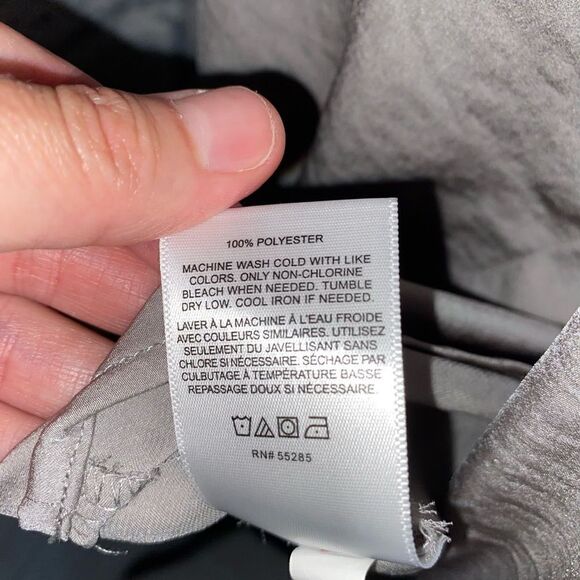 100% POLYESTER
MACHINE WASH COLD WITH LIKE
COLORS. ONLY NON-CHLORINE
BLEACH WHEN NEEDED. TUMBLE
DRY LOW. COOL IRON IF NEEDED.
LAVER À LA MACHINE À L'EAU FROIDE
AVEC COULEURS SIMILAIRES. UTILISEZ
SEULEMENT DU JAVELLISANT SANS
CHLORE SI NÉCESSAIRE. SÉCHAGE PAR
CULBUTAGE À TEMPÉRATURE BASSE
REPASSAGE DOUX SI NÉCESSAIRE.
RN# 55285